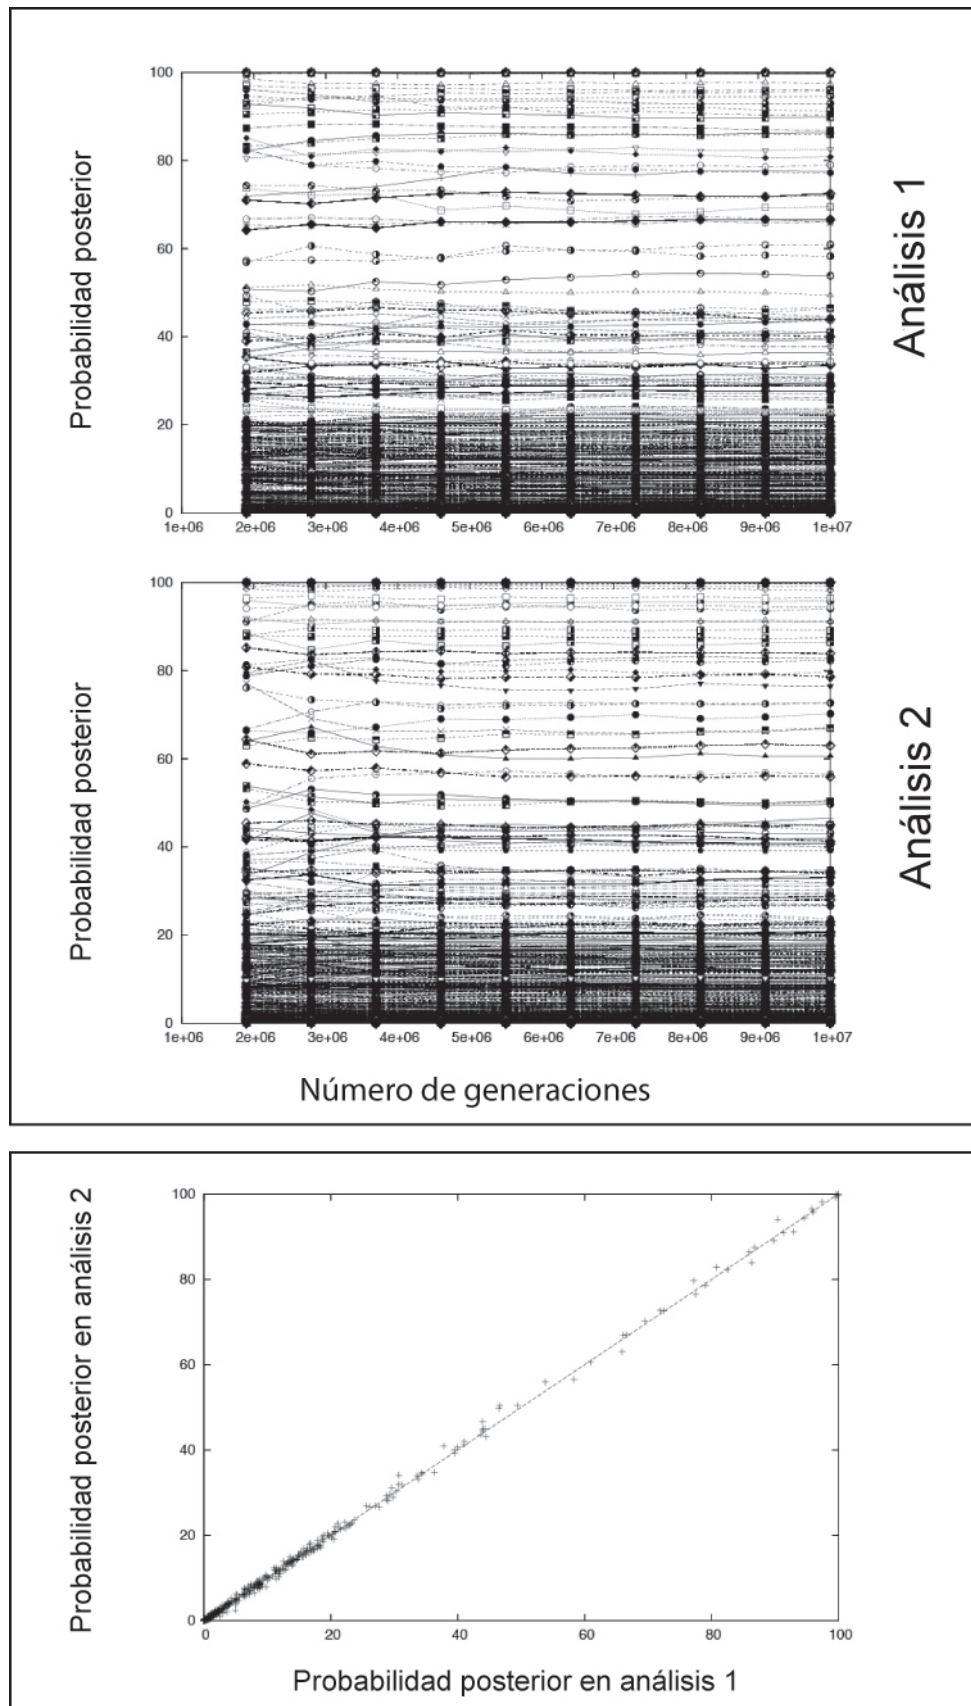 100
80
60
40
20
0
Probabilidad posterior
1e+06 2e+06 3e+06 4e+06 5e+06 6e+06 7e+06 8e+06 9e+06 1e+07
Análisis 1
100
80
60
40
20
0
Probabilidad posterior
1e+06 2e+06 3e+06 4e+06 5e+06 6e+06 7e+06 8e+06 9e+06 1e+07
Análisis 2
Número de generaciones
100
80
60
40
20
0
Probabilidad posterior en análisis 2
0 20 40 60 80 100
Probabilidad posterior en análisis 1